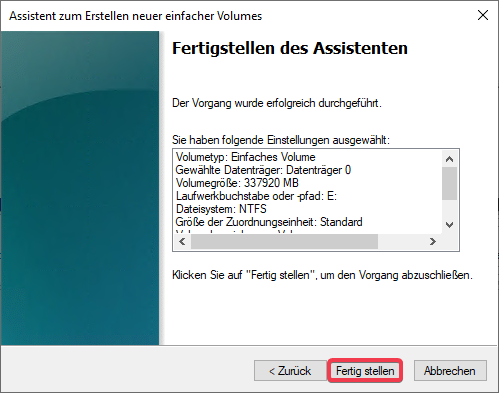 Assistent zum Erstellen neuer einfacher Volumes
Fertigstellen des Assistenten
Der Vorgang wurde erfolgreich durchgeführt.
Sie haben folgende Einstellungen ausgewählt:
Volumetyp: Einfaches Volume
Gewählte Datenträger: Datenträger 0
Volumegröße: 337920 MB
Laufwerkbuchstabe oder -pfad: E:
Dateisystem: NTFS
Größe der Zuordnungseinheit: Standard
Klicken Sie auf "Fertig stellen", um den Vorgang abzuschließen.
< Zurück
Fertig stellen
Abbrechen